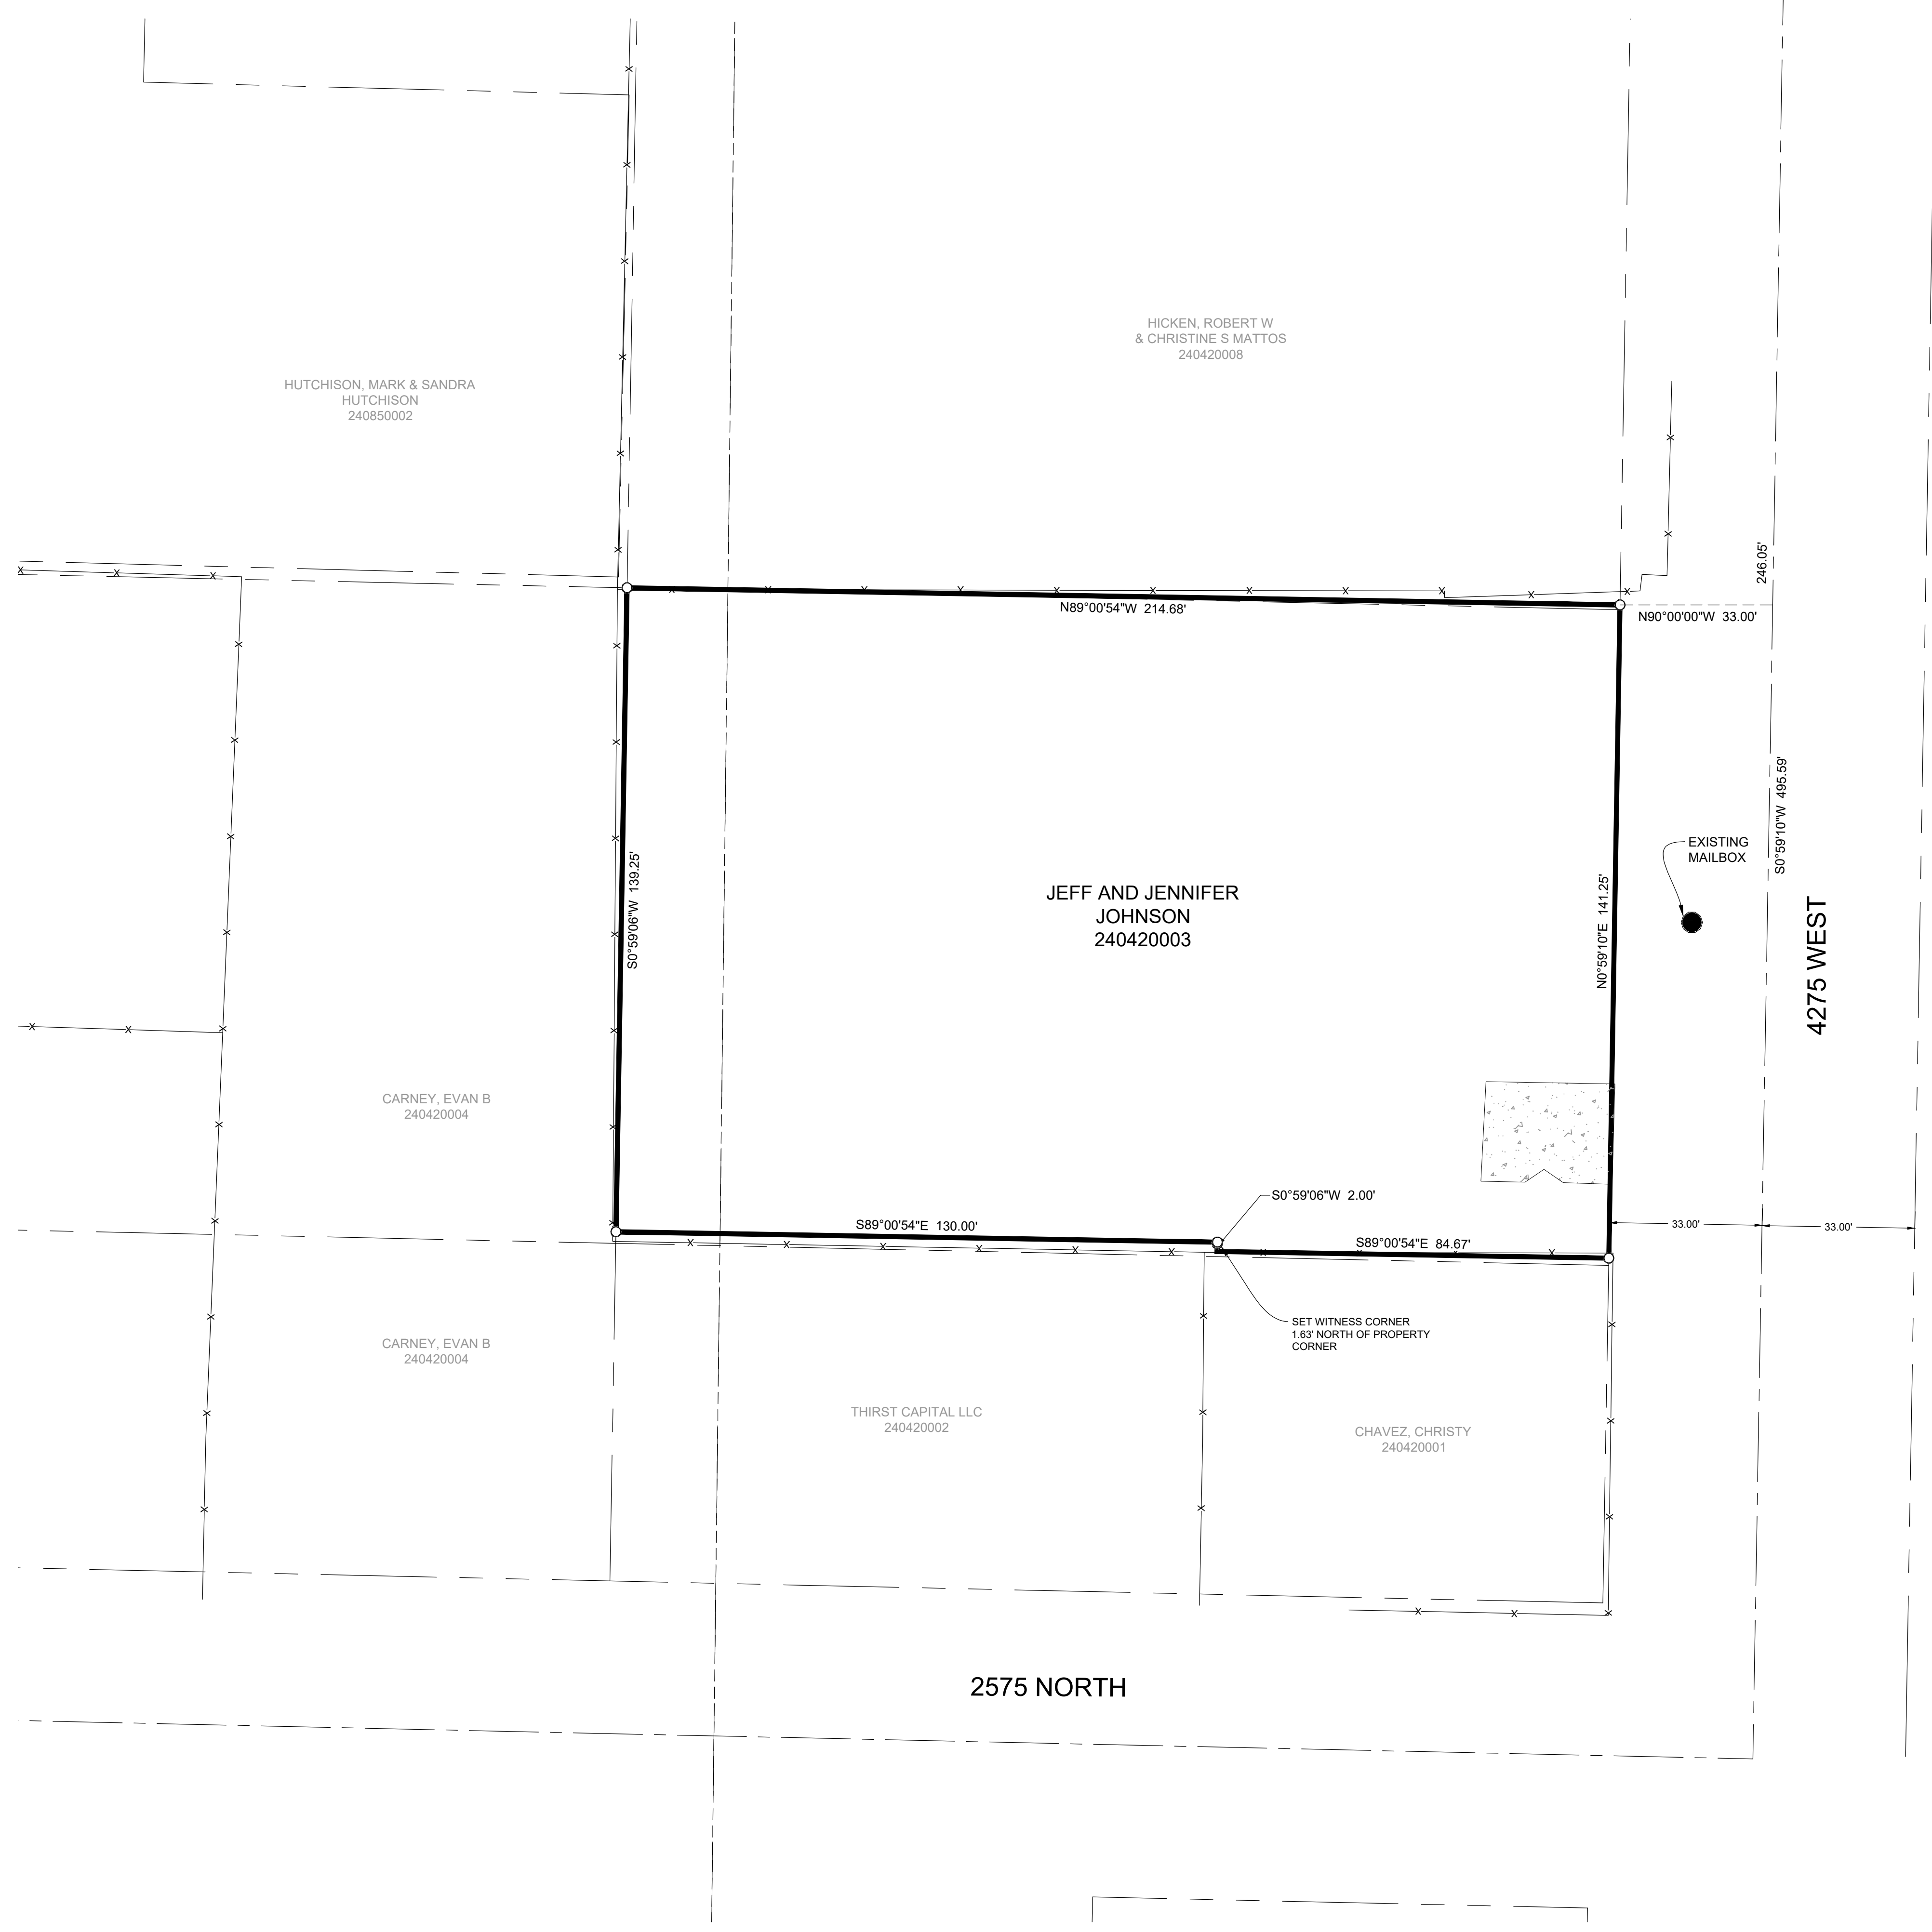 HICKEN, ROBERT W
& CHRISTINE S MATTOS
240420008
HUTCHISON, MARK & SANDRA
HUTCHISON
240850002
246.05'
N89°00'54"W 214.68'
N90°00'00"W 33.00'
S0°59'10"W 495.59'
EXISTING
MAILBOX
S0°59'06"W 139.25'
JEFF AND JENNIFER
JOHNSON
240420003
N0°59'10"E 141.25'
4275 WEST
CARNEY, EVAN B
240420004
S0°59'06"W 2.00'
S89°00'54"E 130.00'
33.00'
33.00'
S89°00'54"E 84.67'
SET WITNESS CORNER
1.63' NORTH OF PROPERTY
CORNER
CARNEY, EVAN B
240420004
THIRST CAPITAL LLC
240420002
CHAVEZ, CHRISTY
240420001
2575 NORTH